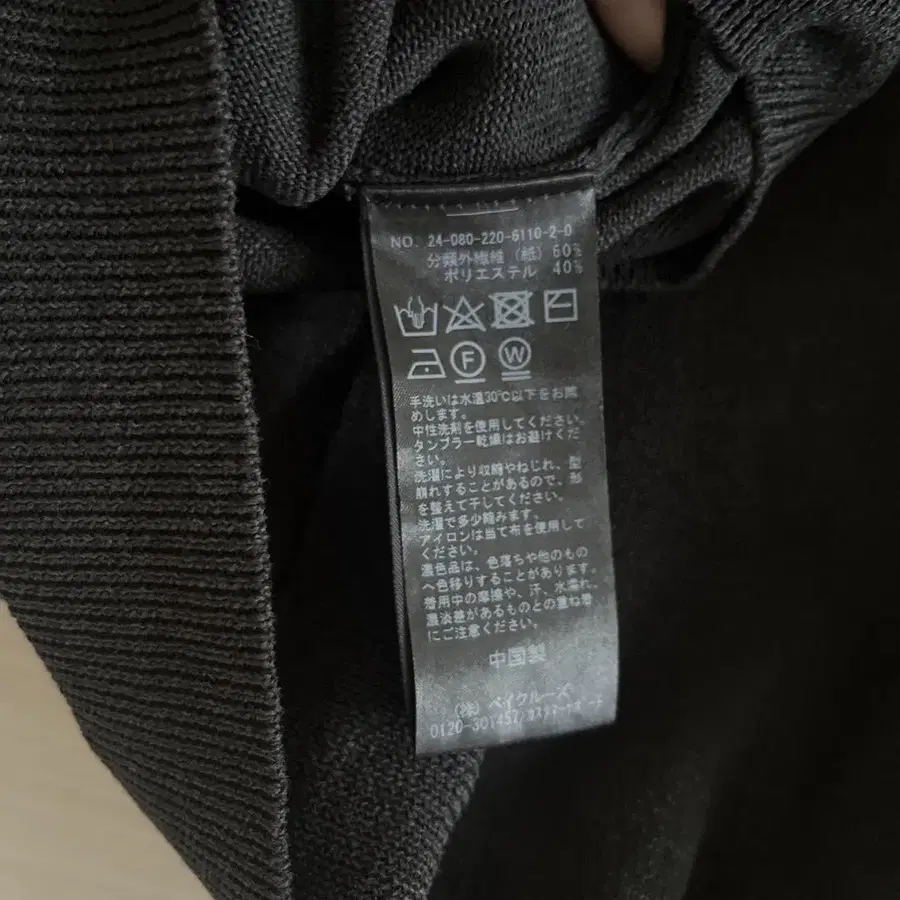 NO. 24-080-220-6110-2-0
分類外繊維（紙）60%
ポリエステル 40%
F W
手洗いは水温30℃以下をお薦
めします。
中性洗剤を使用してください。
タンブラー乾燥はお避けくだ
さい。
洗濯により収縮やねじれ、型
崩れすることがあるので、形
を整えて干してください。
洗濯で多少縮みます。
アイロンは当て布を使用して
ください。
濃色品は、色落ちや他のもの
へ色移りすることがあります。
着用中の摩擦や、汗、水濡れ、
濃淡差があるものとの重ね着
にご注意ください。
中国製
（株）ベイクルーズ
0120-301457/カスタマーサポート